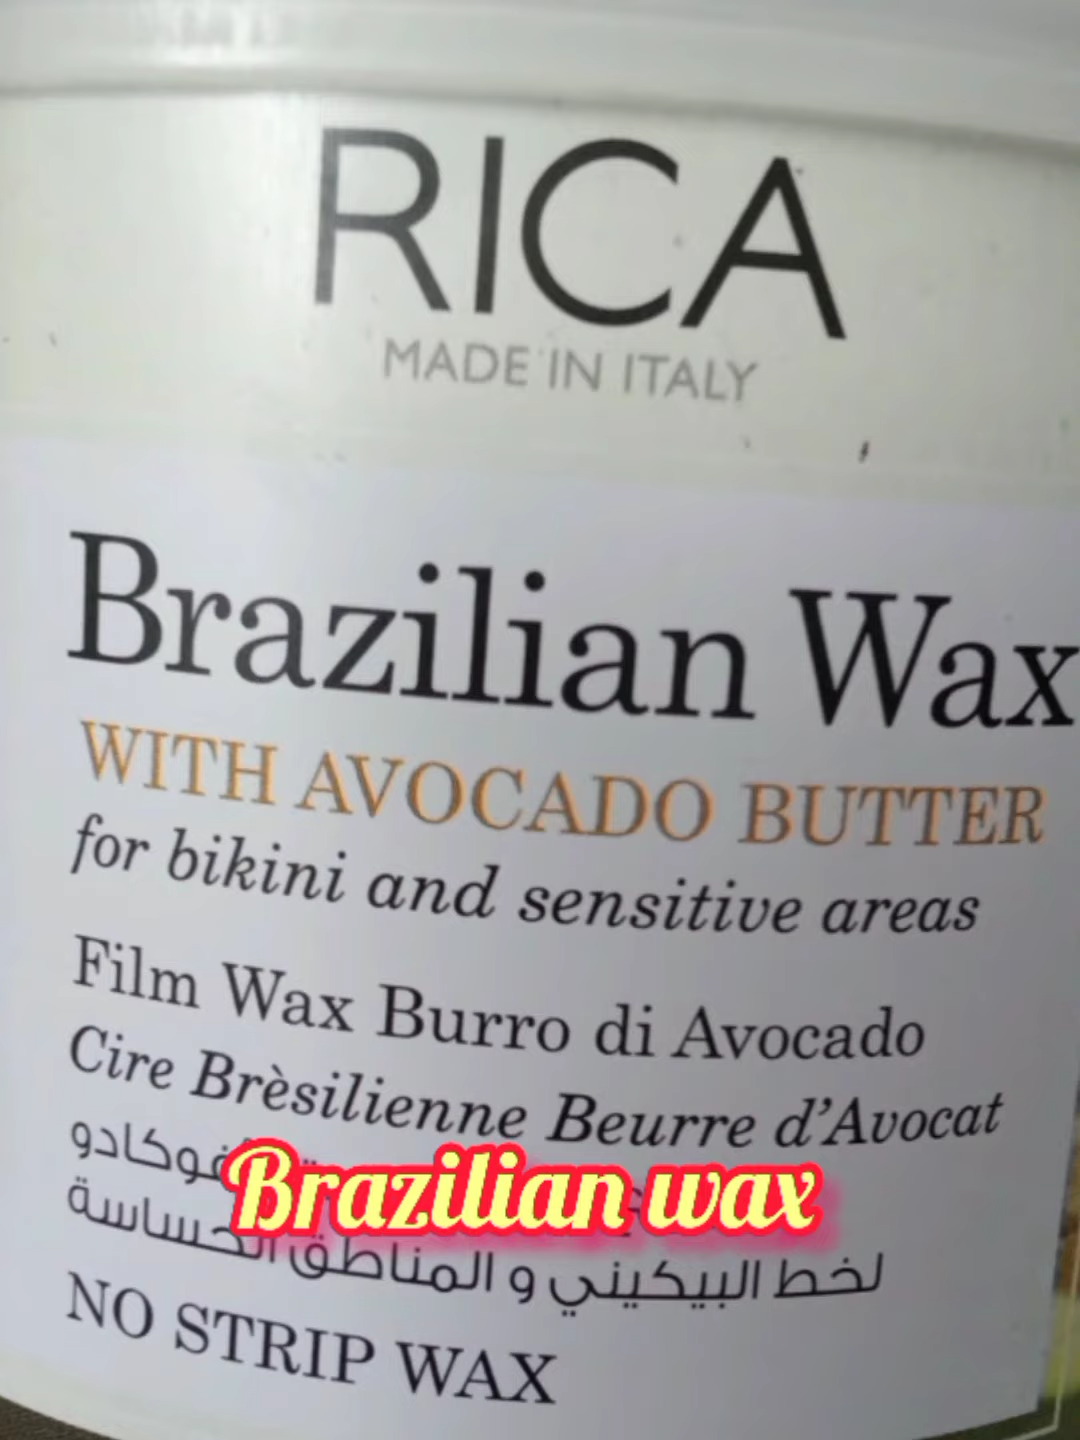 RICA
MADE IN ITALY
Brazilian Wax
WITH AVOCADO BUTTER
for bikini and sensitive areas
Film Wax Burro di Avocado
Cire Brèsilienne Beurre d'Avocat
Brazilian wax
لخط البيكيني و المناطق الحساسة
NO STRIP WAX